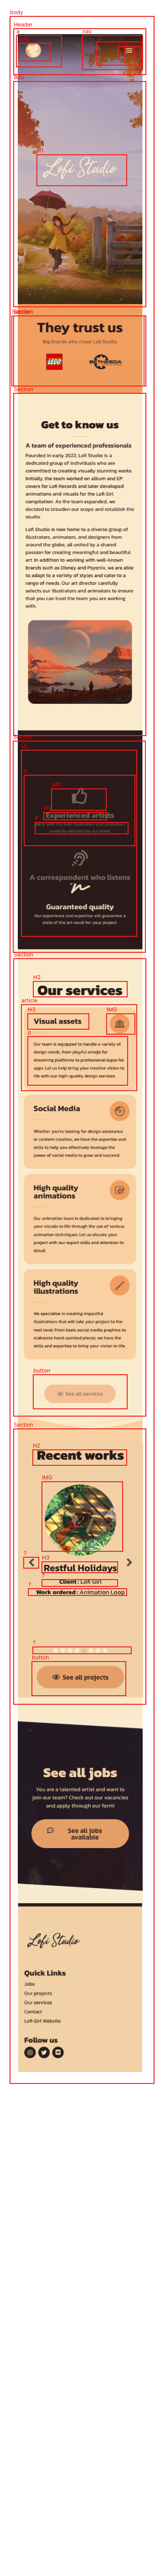 body
Header
a
nav
IMG
H1
Lofi Studio
Section
They trust us
Big brands who chose Lofi Studio
LEGO
BETHESDA
Section
Get to know us
A team of experienced professionals
Founded in early 2022, Lofi Studio is a
dedicated group of individuals who are
committed to creating visually stunning works.
Initially, the team worked on album EP
covers for Lofi Records and later developed
illustrations and visuals for the Lofi Girl
Company. As the team expanded, we
decided to broaden our scope and establish the
studio.
Lofi Studio is now home to a diverse group of
illustrators, animators, and designers from
around the globe, all united by a shared
passion for creating meaningful and beautiful
art. In addition to working with well-known
brands such as Disney and Payonix, we are able
to adapt to a variety of styles and cater to a
range of needs. Our art director carefully
selects our illustrators and animators to ensure
that you can trust the team you are working
with.
IMG
Experienced artists
Work with the best illustrators and animators
carefully selected by our team
A correspondent who listens
Guaranteed quality
Our experience and expertise will guarantee a
state of the art result for your project
Section
H2
Our services
article
H3
IMG
Visual assets
P
Our team is equipped to handle a variety of
design needs, from playful emojis for
streaming platforms to professional logos for
apps. Let us help bring your creative vision to
life with our high-quality design services.
Social Media
Whether you're looking for design assistance
or content creation, we have the expertise and
skills to help you effectively leverage the
power of social media to grow and succeed.
High quality
animations
Our animation team is dedicated to bringing
your visuals to life through the use of various
animation techniques. Let us elevate your
project with our expert skills and attention to
detail.
High quality
illustrations
We specialize in creating impactful
illustrations that will take your project to the
next level. From basic social media graphics to
elaborate hand-painted pieces, we have the
skills and expertise to bring your vision to life.
button
See all services
Section
H2
Recent works
IMG
?
H3
Restful Holidays
?
Client : Lofi Girl
?
Work ordered : Animation Loop
?
button
See all projects
See all jobs
You are a talented artist and want to
join our team? Check out our vacancies
and apply through our form!
See all jobs
available
Lofi Studio
Quick Links
Jobs
Our projects
Our services
Contact
Lofi Girl Website
Follow us